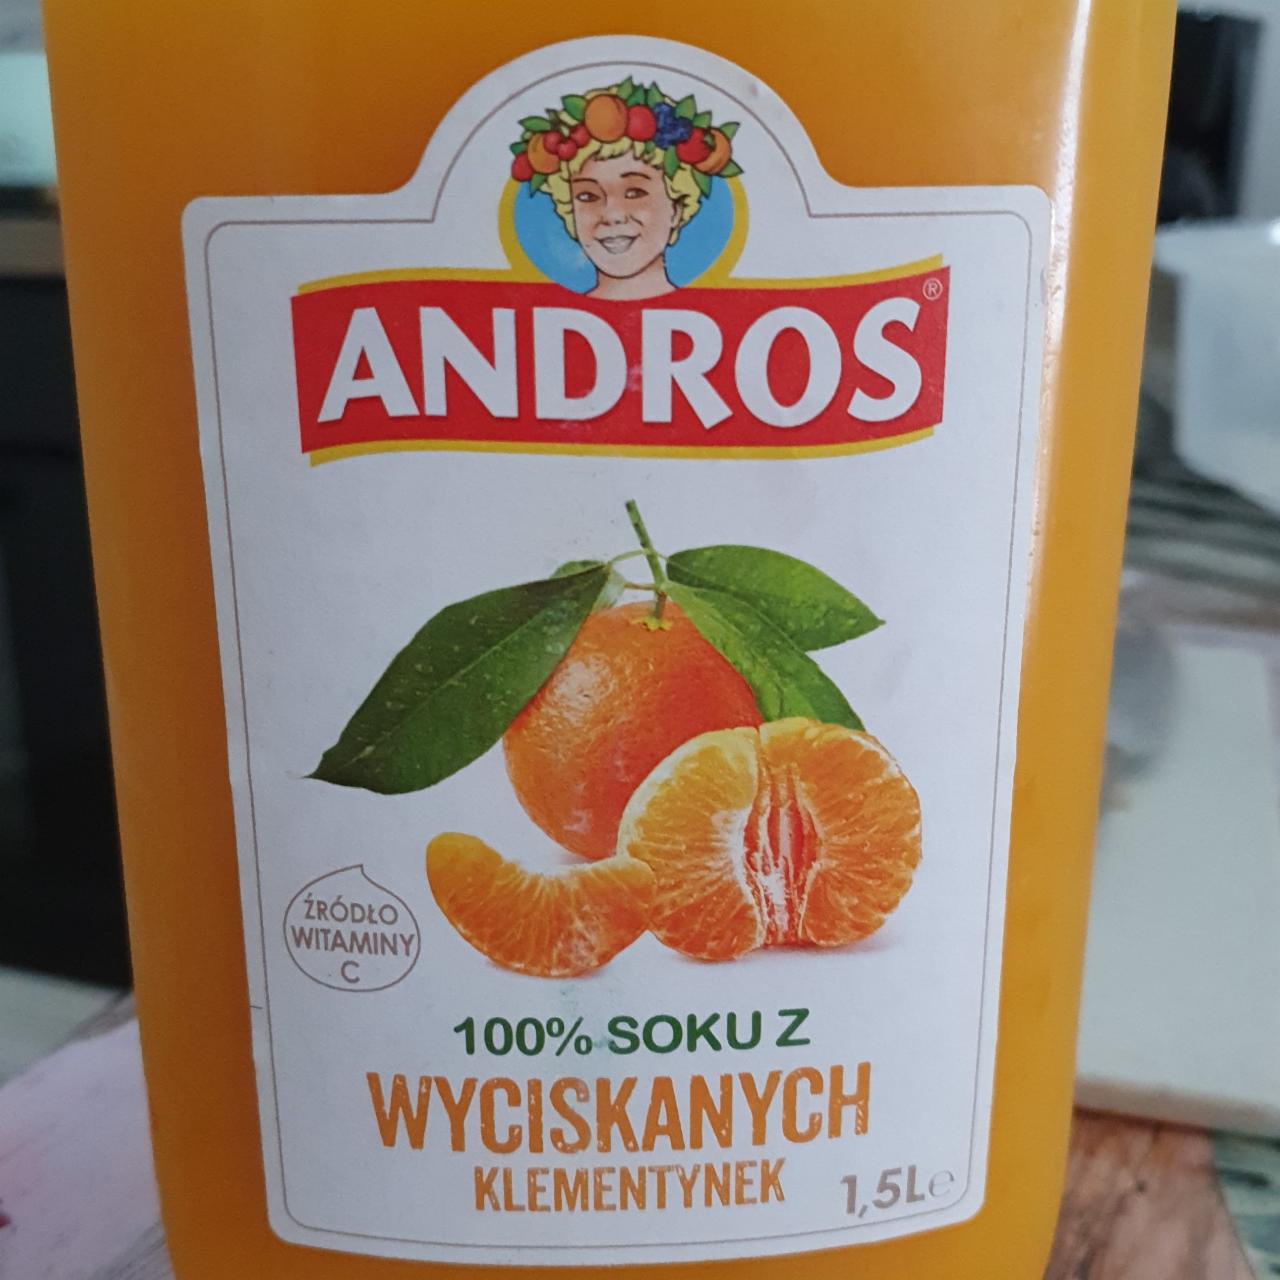 ANDROS®
ŹRÓDŁO
WITAMINY
C
100% SOKU Z
WYCISKANYCH
KLEMENTYNEK
1,5L℮